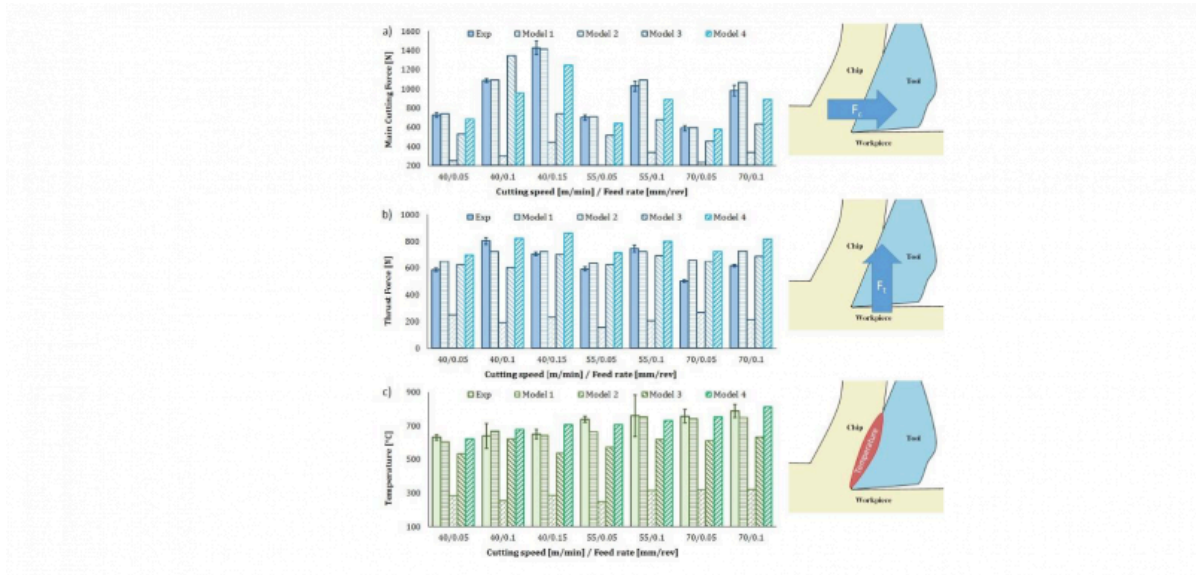 a)
Exp Model 1 Model 2 Model 3 Model 4
Main Cutting Force [N]
1600
1400
1200
1000
800
600
400
200
40/0.05 40/0.1 40/0.15 55/0.05 55/0.1 70/0.05 70/0.1
Cutting speed [m/min] / Feed rate [mm/rev]
Chip
Tool
Workpiece
b)
Exp Model 1 Model 2 Model 3 Model 4
Thrust Force [N]
1000
800
600
400
200
0
40/0.05 40/0.1 40/0.15 55/0.05 55/0.1 70/0.05 70/0.1
Cutting speed [m/min] / Feed rate [mm/rev]
Chip
Tool
Ft
Workpiece
c)
Exp Model 1 Model 2 Model 3 Model 4
Temperature [°C]
900
700
500
300
100
40/0.05 40/0.1 40/0.15 55/0.05 55/0.1 70/0.05 70/0.1
Cutting speed [m/min] / Feed rate [mm/rev]
Chip
Tool
Temperature
Workpiece